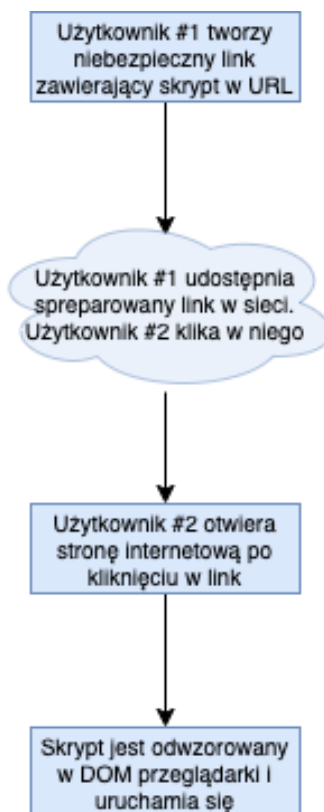 Użytkownik #1 tworzy
niebezpieczny link
zawierający skrypt w URL
Użytkownik #1 udostępnia
spreparowany link w sieci.
Użytkownik #2 klika w niego
Użytkownik #2 otwiera
stronę internetową po
kliknięciu w link
Skrypt jest odwzorowany
w DOM przeglądarki i
uruchamia się